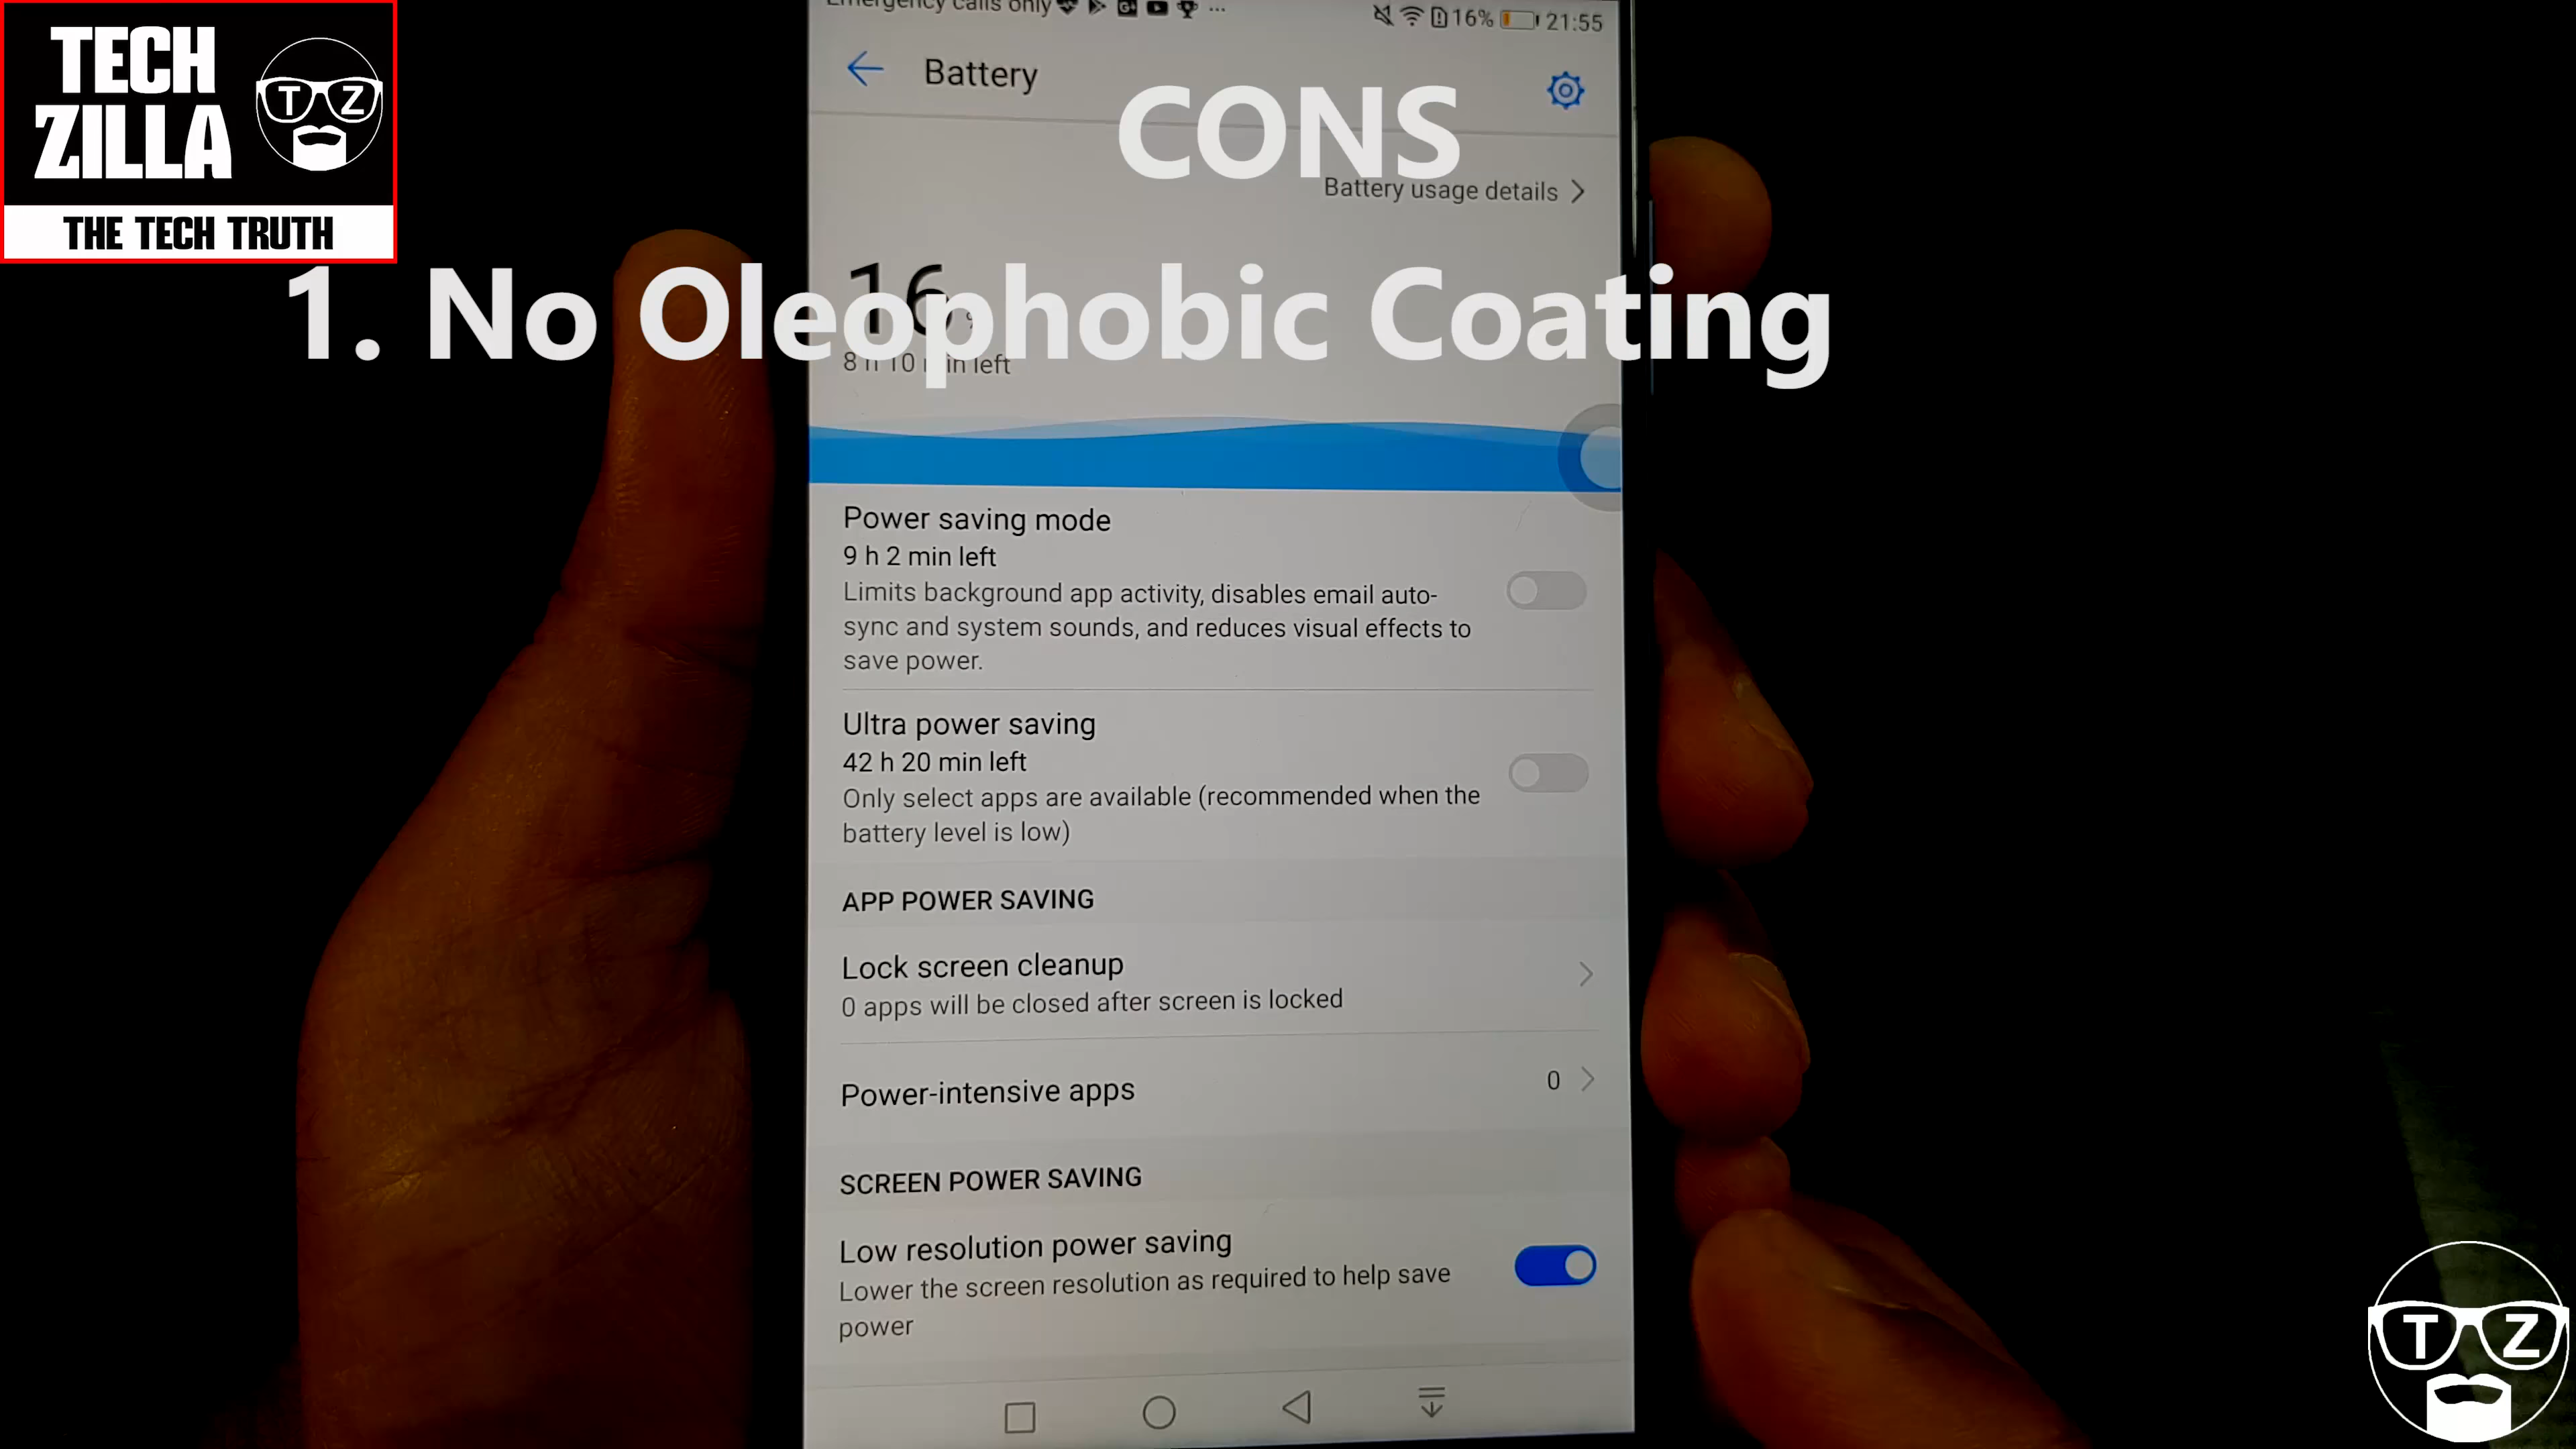 TECH
ZILLA
T Z
THE TECH TRUTH
Emergency calls only
16% 21:55
Battery
CONS
Battery usage details
1. No Oleophobic Coating
16
8 h 10 min left
Power saving mode
9 h 2 min left
Limits background app activity, disables email auto-
sync and system sounds, and reduces visual effects to
save power.
Ultra power saving
42 h 20 min left
Only select apps are available (recommended when the
battery level is low)
APP POWER SAVING
Lock screen cleanup
0 apps will be closed after screen is locked
Power-intensive apps
0
SCREEN POWER SAVING
Low resolution power saving
Lower the screen resolution as required to help save
power
T Z